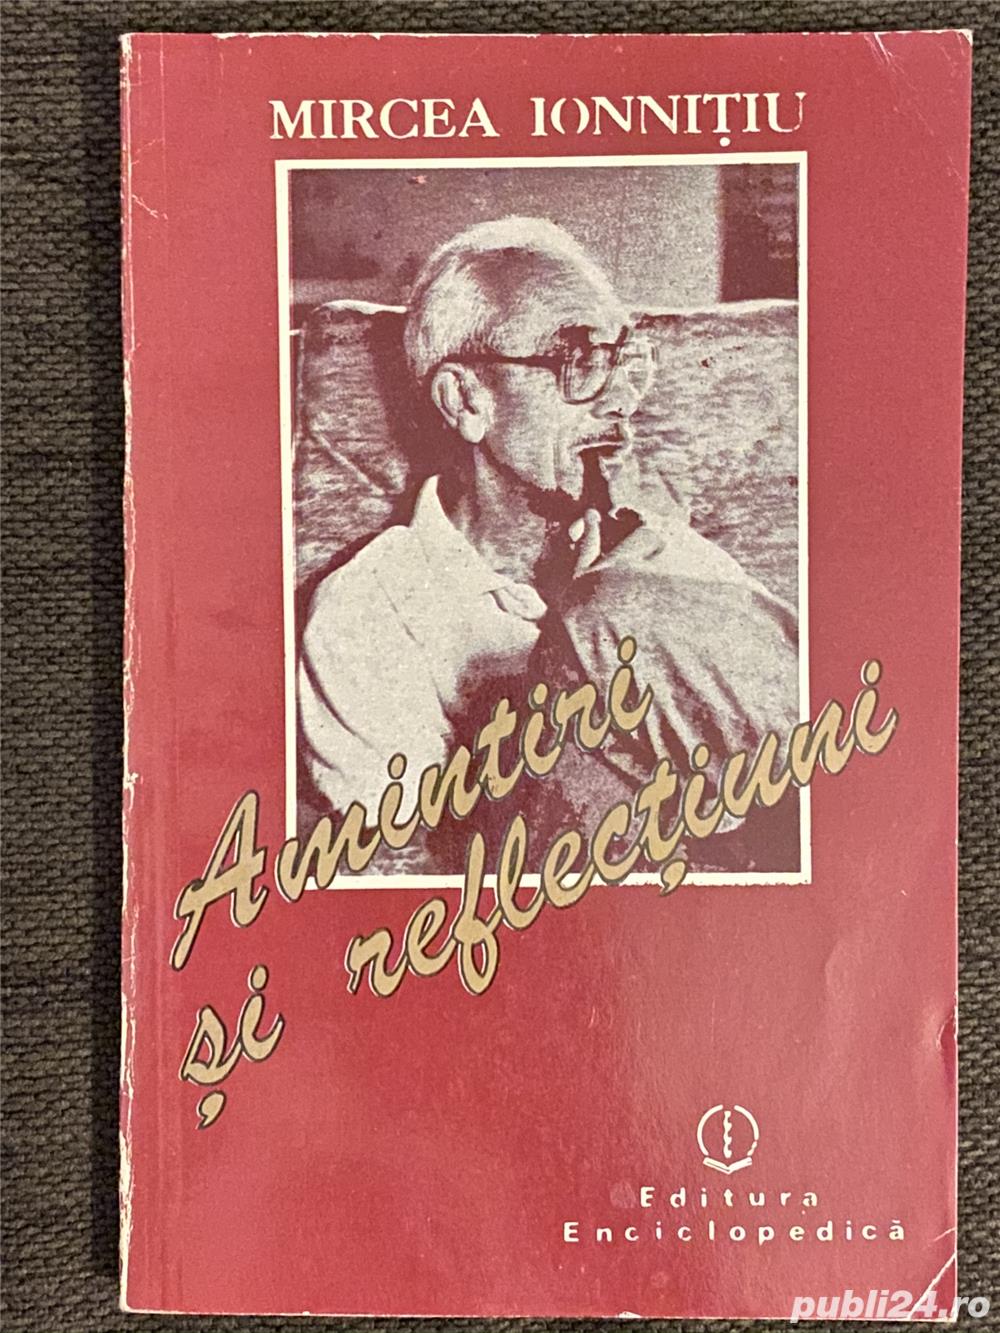 MIRCEA IONNIȚIU
Amintiri
și reflecțiuni
Editura
Enciclopedică
publi24.ro